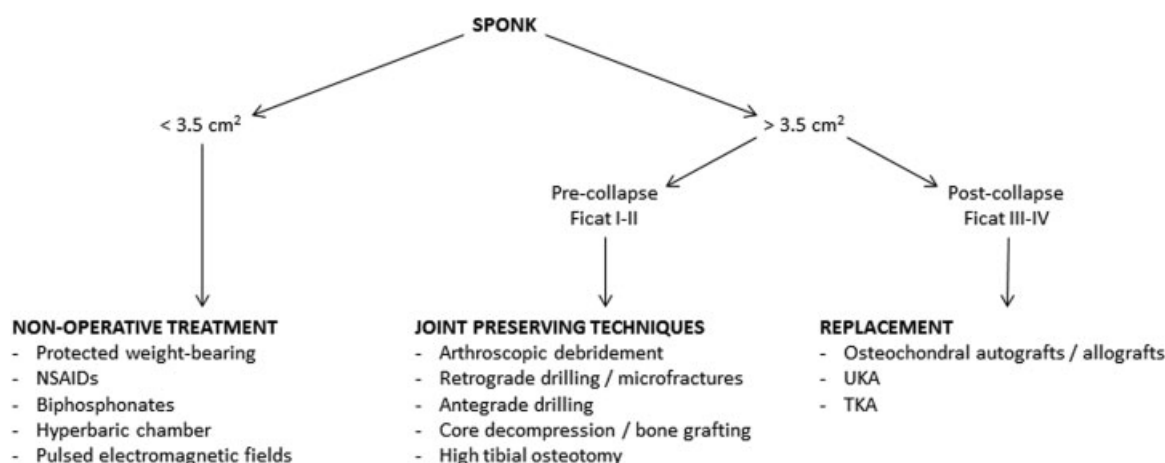 SPONK
< 3.5 cm²
> 3.5 cm²
Pre-collapse
Ficat I-II
Post-collapse
Ficat III-IV
NON-OPERATIVE TREATMENT
- Protected weight-bearing
- NSAIDs
- Biphosphonates
- Hyperbaric chamber
- Pulsed electromagnetic fields
JOINT PRESERVING TECHNIQUES
- Arthroscopic debridement
- Retrograde drilling / microfractures
- Antegrade drilling
- Core decompression / bone grafting
- High tibial osteotomy
REPLACEMENT
- Osteochondral autografts / allografts
- UKA
- TKA